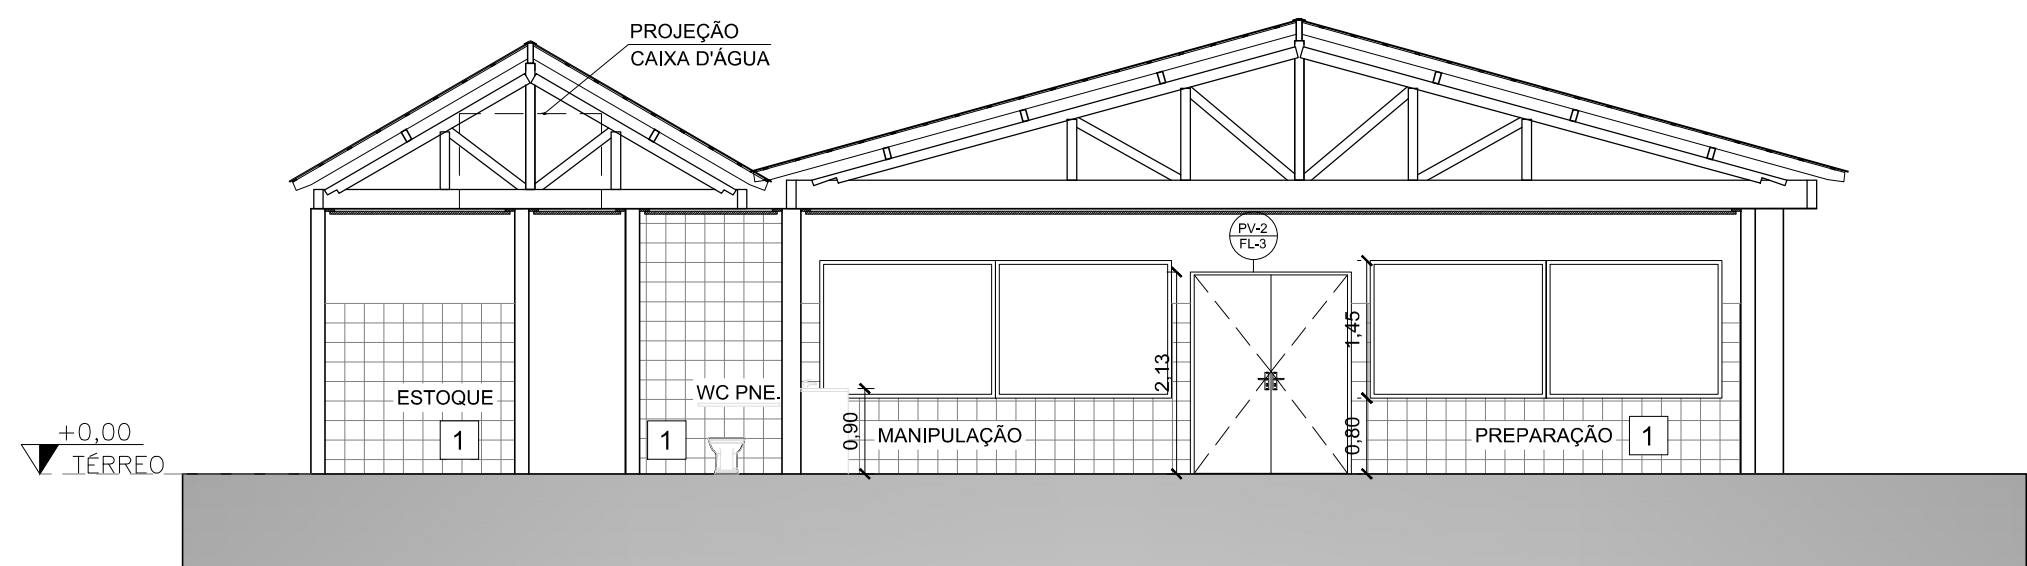 PROJEÇÃO
CAIXA D'ÁGUA
PV-2
FL-3
1,45
2,13
ESTOQUE
WC PNE.
0,90
MANIPULAÇÃO
0,80
PREPARAÇÃO
1
1
1
+0,00
TÉRREO